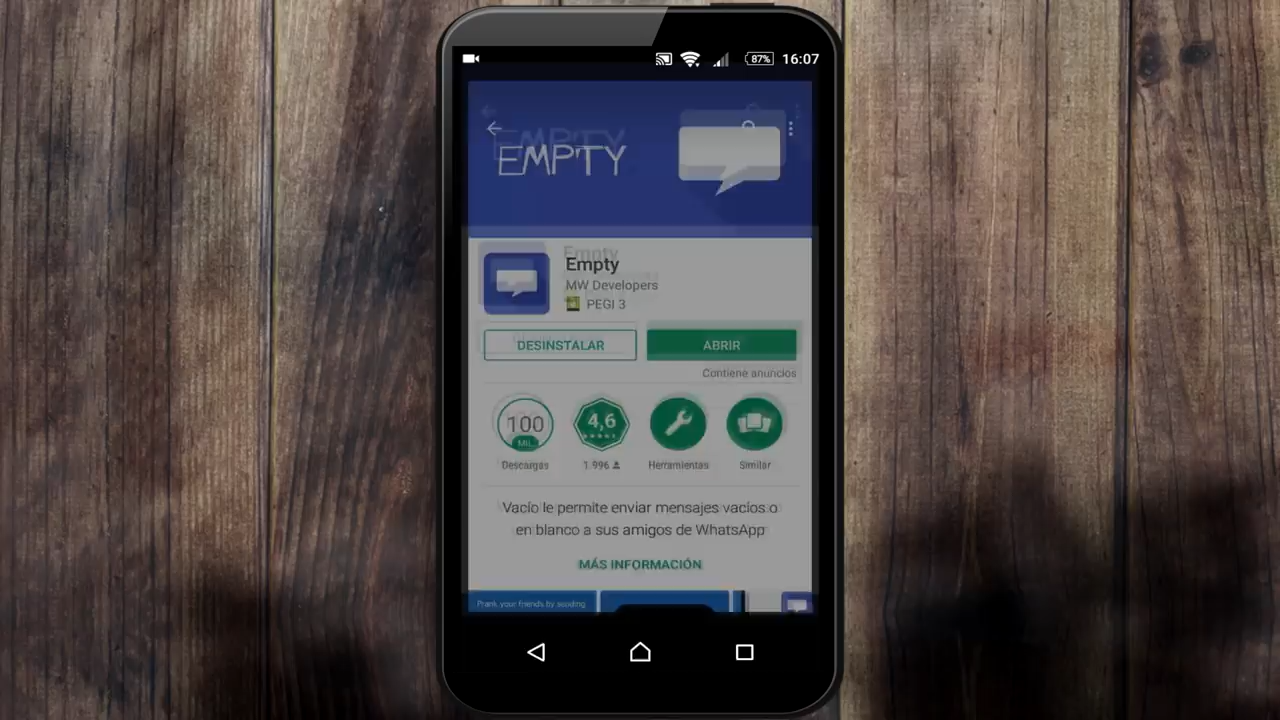 87%
16:07
EMPTY
Empty
MW Developers
PEGI 3
DESINSTALAR
ABRIR
Contiene anuncios
100
MIL
4,6
Descargas
1.996
Herramientas
Similar
Vacío le permite enviar mensajes vacíos o
en blanco a sus amigos de WhatsApp
MÁS INFORMACIÓN
Prank your friends by sending